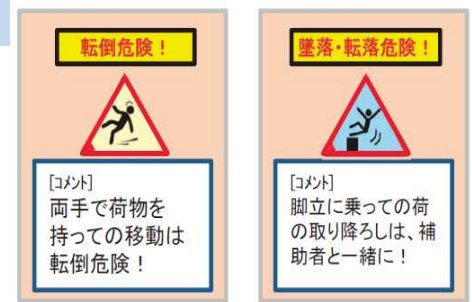 転倒危険！
[コメント]
両手で荷物を
持っての移動は
転倒危険！
墜落・転落危険！
[コメント]
脚立に乗っての荷
の取り降ろしは、補
助者と一緒に！